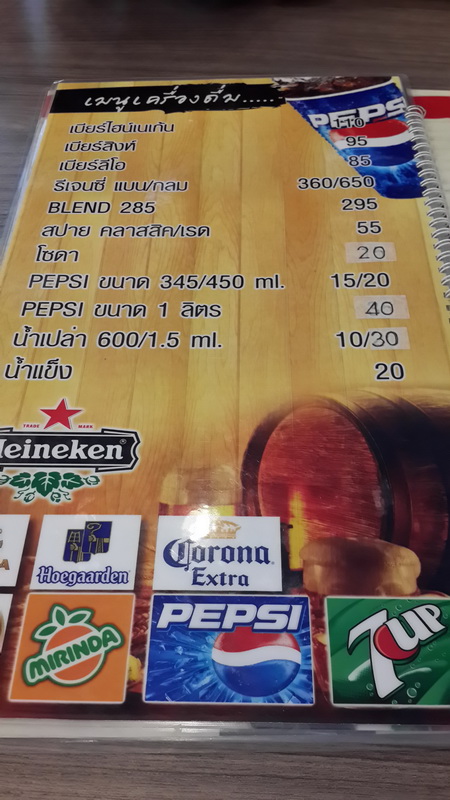 เมนูเครื่องดื่ม.....
PEPSI
เบียร์ไฮน์เนเก้น 110
เบียร์สิงห์ 95
เบียร์ลีโอ 85
รีเจนซี่ แบน/กลม 360/650
BLEND 285 295
สปาย คลาสสิค/เรด 55
โซดา 20
PEPSI ขนาด 345/450 ml. 15/20
PEPSI ขนาด 1 ลิตร 40
น้ำเปล่า 600/1.5 ml. 10/30
น้ำแข็ง 20
TRADE MARK
Heineken
Hoegaarden
Corona
Extra
MIRINDA
PEPSI
7UP